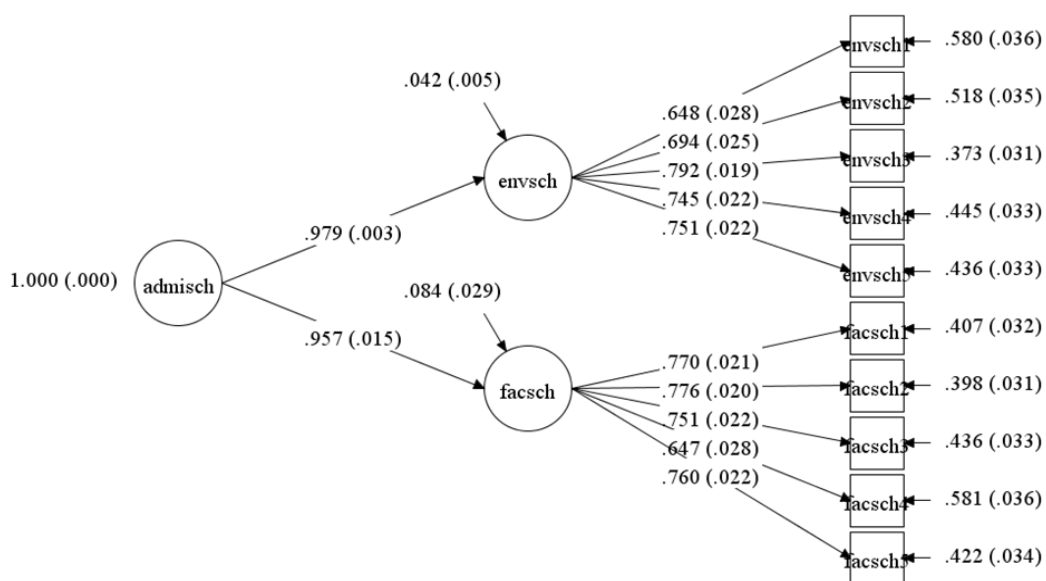 envsch1 .580 (.036)
.042 (.005)
envsch2 .518 (.035)
.648 (.028)
.694 (.025)
envsch3 .373 (.031)
.792 (.019)
envsch
.745 (.022)
envsch4 .445 (.033)
.979 (.003)
.751 (.022)
envsch5 .436 (.033)
1.000 (.000) admisch
.084 (.029)
facsch1 .407 (.032)
.957 (.015)
.770 (.021)
facsch2 .398 (.031)
.776 (.020)
facsch
.751 (.022)
facsch3 .436 (.033)
.647 (.028)
.760 (.022)
facsch4 .581 (.036)
facsch5 .422 (.034)